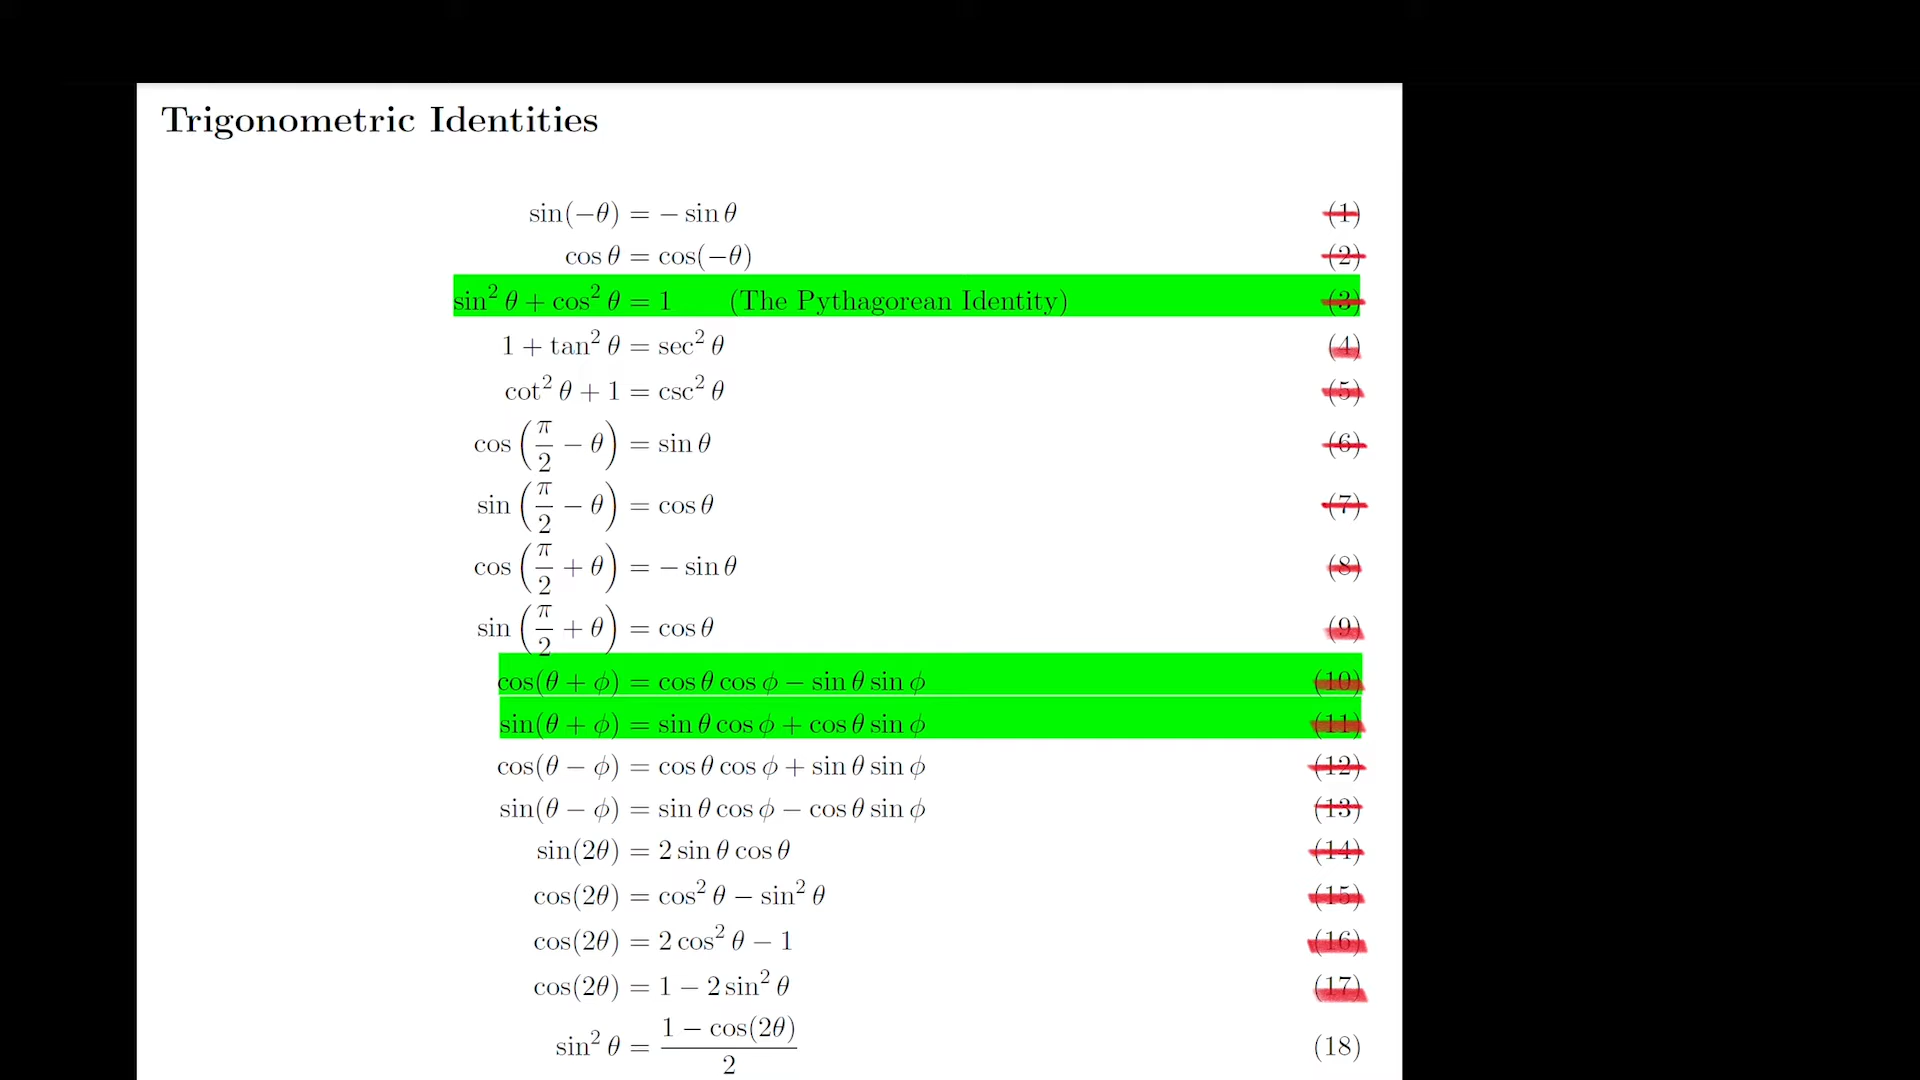 Trigonometric Identities
sin(−θ) = − sin θ (1)
cos θ = cos(−θ) (2)
sin² θ + cos² θ = 1 (The Pythagorean Identity) (3)
1 + tan² θ = sec² θ (4)
cot² θ + 1 = csc² θ (5)
cos (π/2 − θ) = sin θ (6)
sin (π/2 − θ) = cos θ (7)
cos (π/2 + θ) = − sin θ (8)
sin (π/2 + θ) = cos θ (9)
cos(θ + ϕ) = cos θ cos ϕ − sin θ sin ϕ (10)
sin(θ + ϕ) = sin θ cos ϕ + cos θ sin ϕ (11)
cos(θ − ϕ) = cos θ cos ϕ + sin θ sin ϕ (12)
sin(θ − ϕ) = sin θ cos ϕ − cos θ sin ϕ (13)
sin(2θ) = 2 sin θ cos θ (14)
cos(2θ) = cos² θ − sin² θ (15)
cos(2θ) = 2 cos² θ − 1 (16)
cos(2θ) = 1 − 2 sin² θ (17)
sin² θ = (1 − cos(2θ))/2 (18)